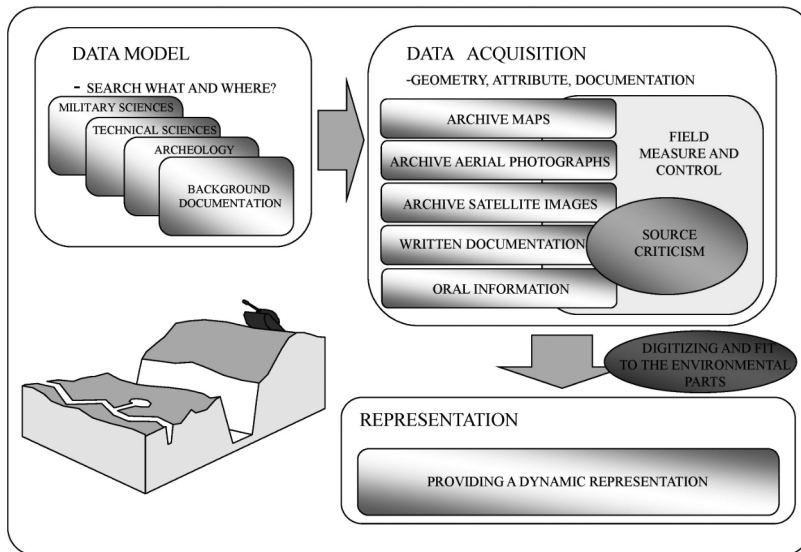 DATA MODEL
- SEARCH WHAT AND WHERE?
MILITARY SCIENCES
TECHNICAL SCIENCES
ARCHEOLOGY
BACKGROUND
DOCUMENTATION
DATA ACQUISITION
-GEOMETRY, ATTRIBUTE, DOCUMENTATION
ARCHIVE MAPS
ARCHIVE AERIAL PHOTOGRAPHS
ARCHIVE SATELLITE IMAGES
WRITTEN DOCUMENTATION
ORAL INFORMATION
FIELD
MEASURE AND
CONTROL
SOURCE
CRITICISM
DIGITIZING AND FIT
TO THE ENVIRONMENTAL
PARTS
REPRESENTATION
PROVIDING A DYNAMIC REPRESENTATION